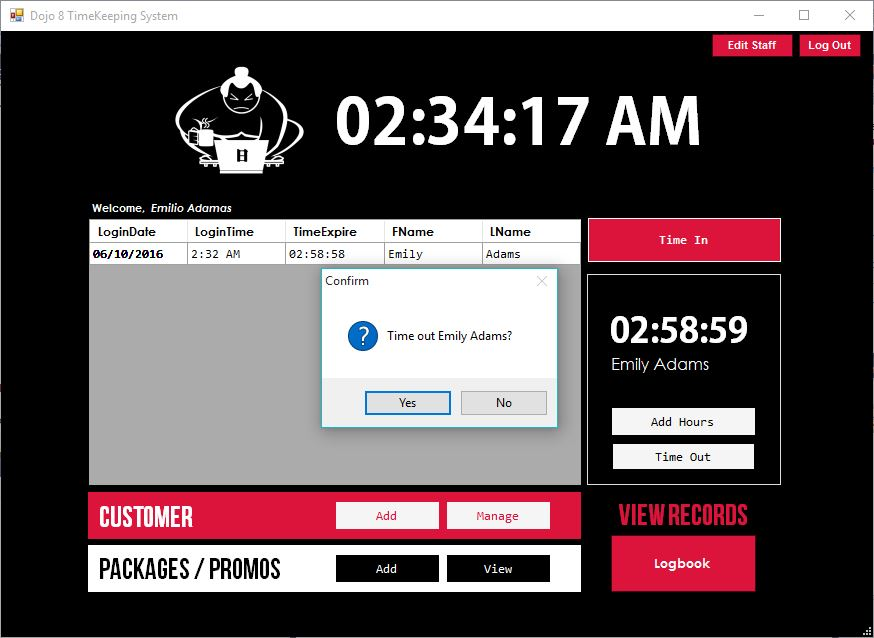 Dojo 8 TimeKeeping System
Edit Staff
Log Out
日
02:34:17 AM
Welcome, Emilio Adamas
LoginDate LoginTime TimeExpire FName LName
06/10/2016 2:32 AM 02:58:58 Emily Adams
Time In
Confirm
Time out Emily Adams?
Yes
No
02:58:59
Emily Adams
Add Hours
Time Out
CUSTOMER
Add
Manage
PACKAGES / PROMOS
Add
View
VIEW RECORDS
Logbook